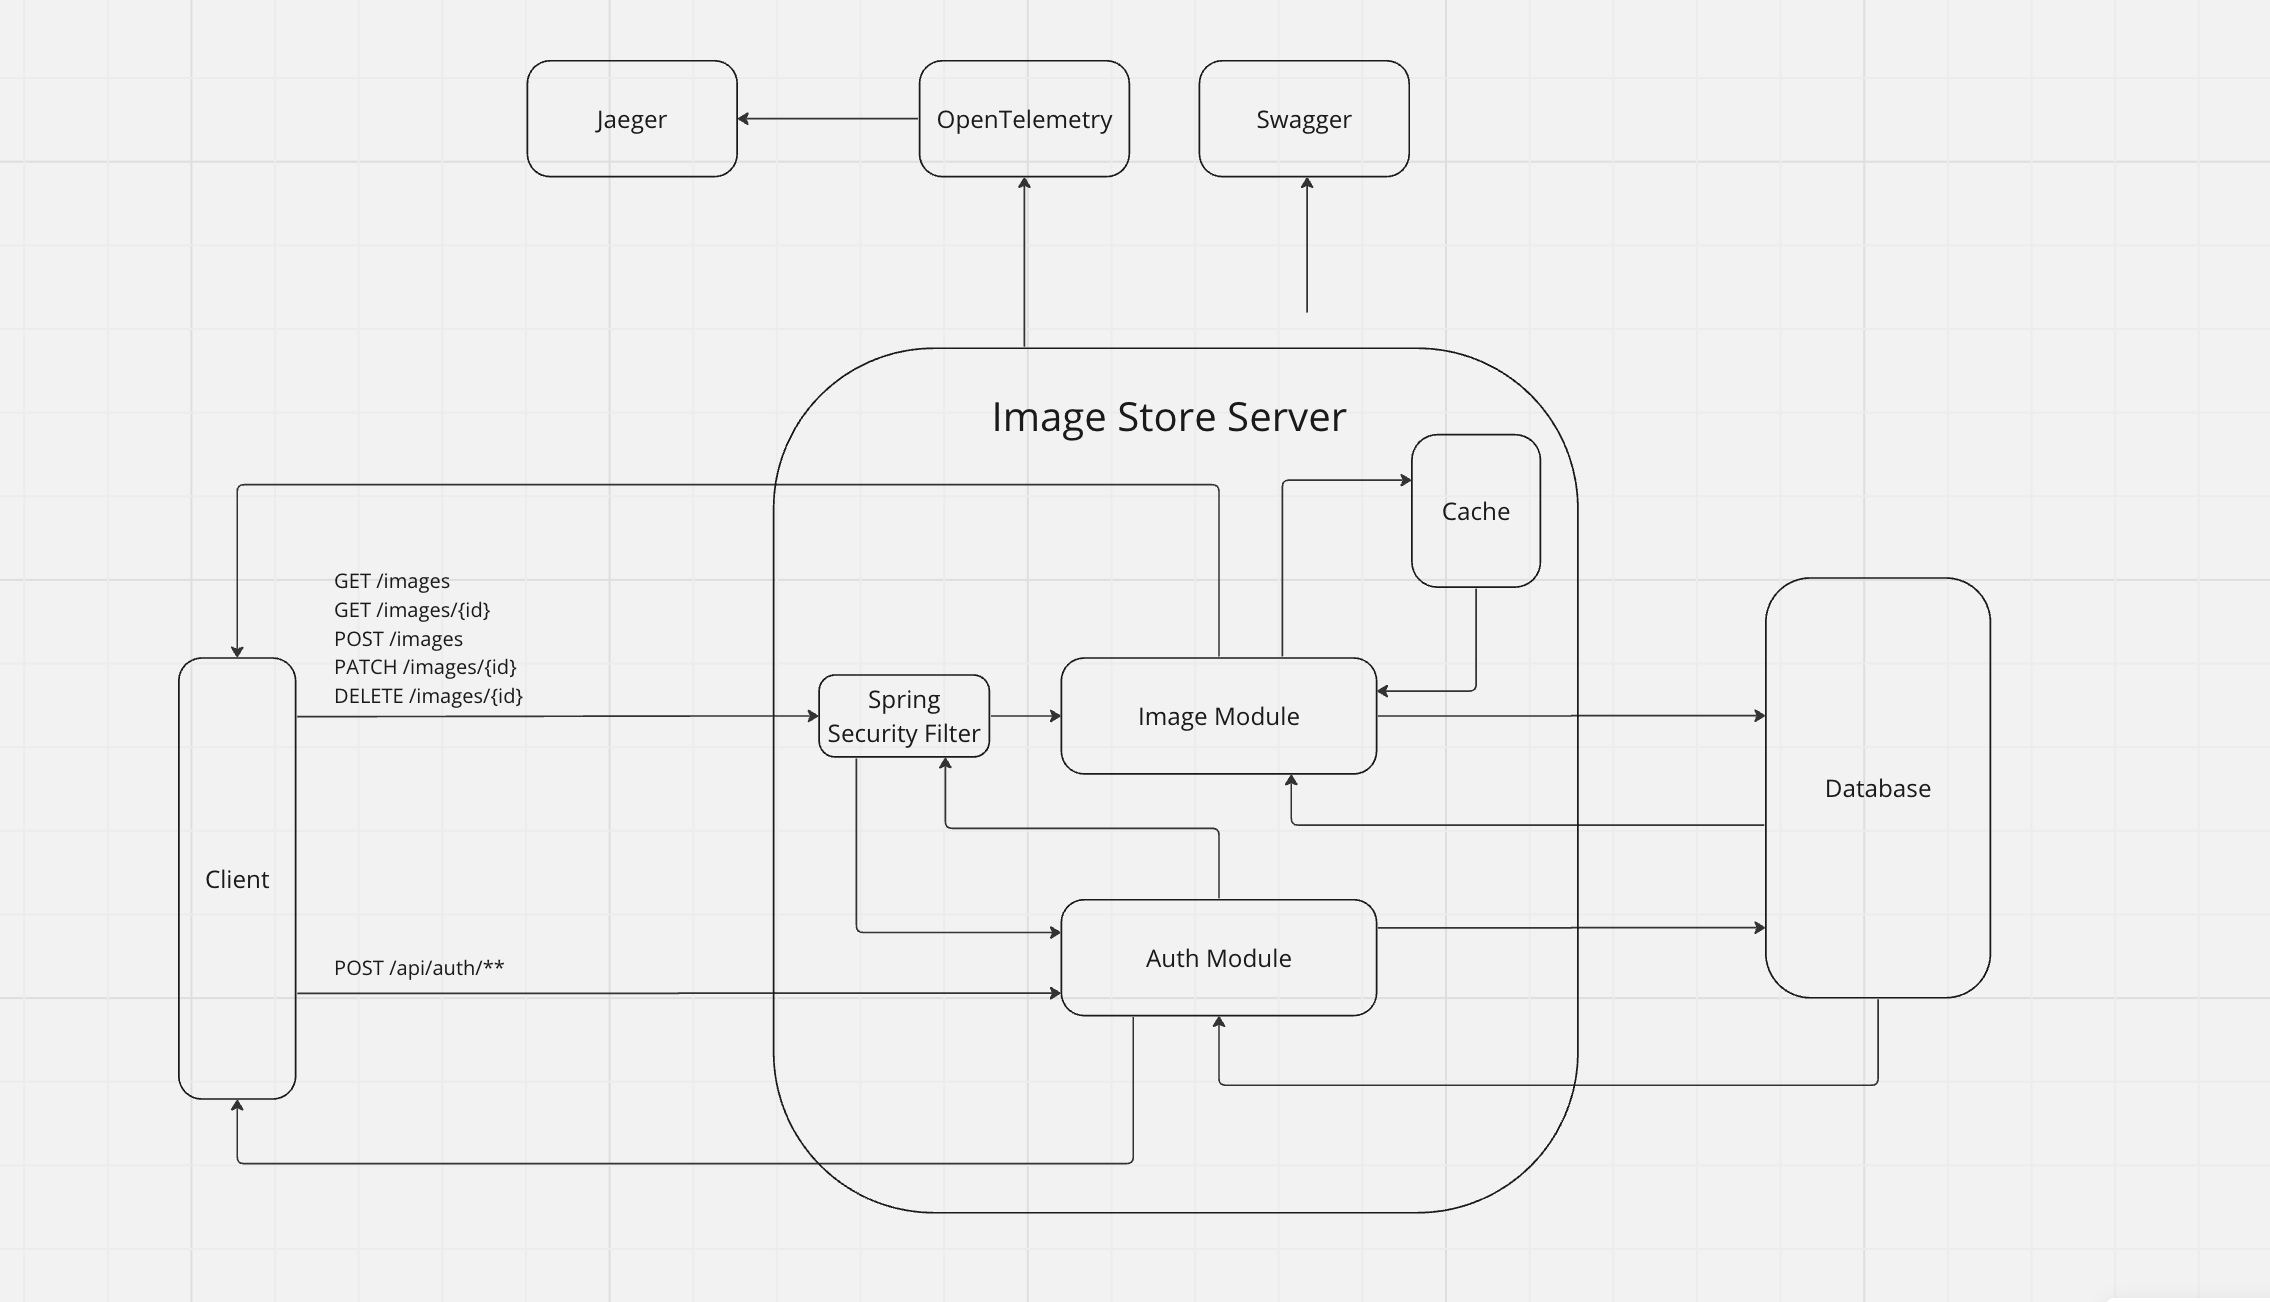 Jaeger
OpenTelemetry
Swagger
Image Store Server
Cache
GET /images
GET /images/{id}
POST /images
PATCH /images/{id}
DELETE /images/{id}
Spring
Security Filter
Image Module
Database
Client
POST /api/auth/**
Auth Module